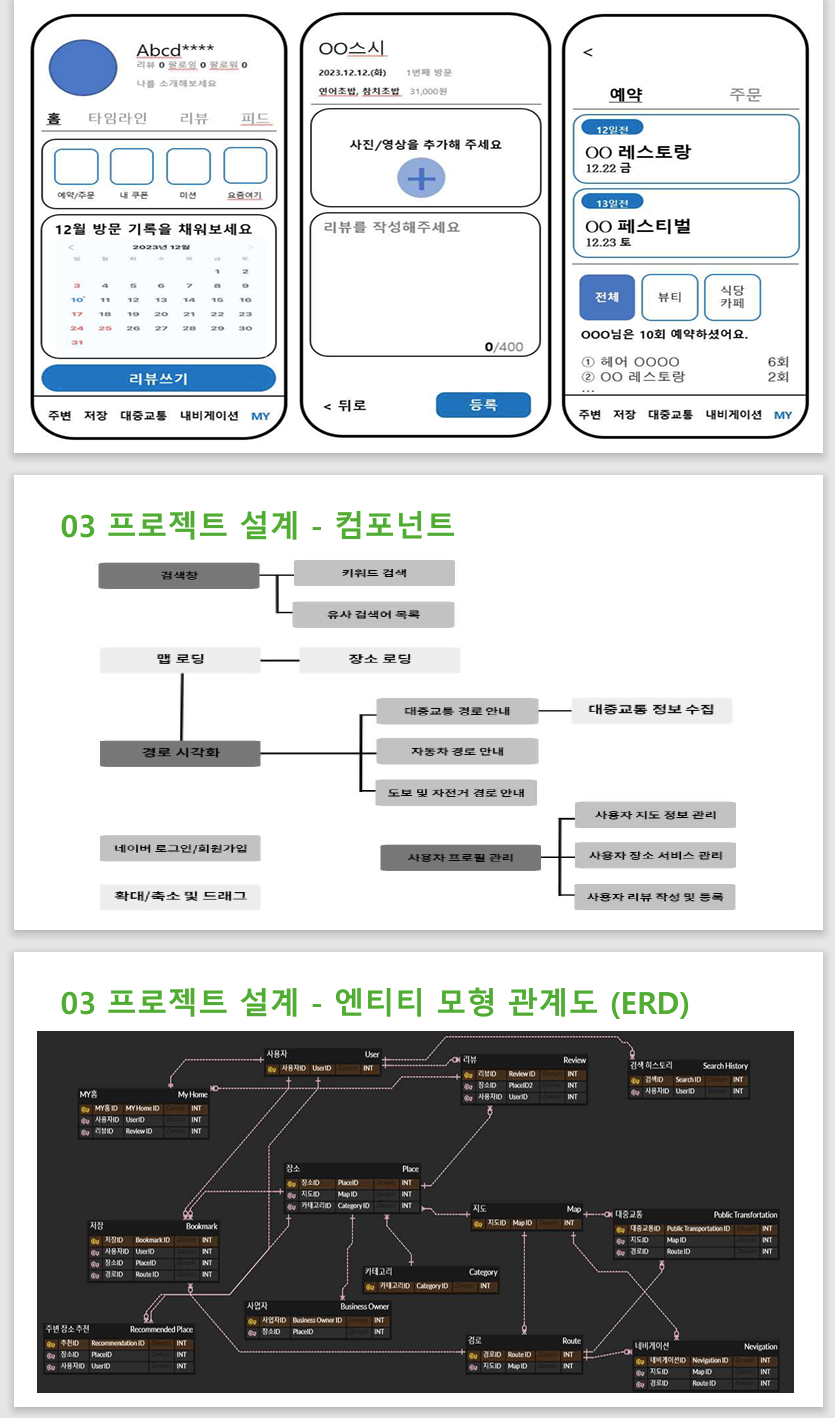 Abcd****
리뷰 0 팔로잉 0 팔로워 0
나를 소개해보세요
홈 타임라인 리뷰 피드
예약/주문 내 쿠폰 미션 요즘여기
12월 방문 기록을 채워보세요
< 2023년 12월 >
일 월 화 수 목 금 토
1 2
3 4 5 6 7 8 9
10 11 12 13 14 15 16
17 18 19 20 21 22 23
24 25 26 27 28 29 30
31
리뷰쓰기
주변 저장 대중교통 내비게이션 MY
OO스시
2023.12.12.(화) 1번째 방문
연어초밥, 참치초밥 31,000원
사진/영상을 추가해 주세요
리뷰를 작성해주세요
0/400
< 뒤로 등록
<
예약 주문
12일전
OO 레스토랑
12.22 금
13일전
OO 페스티벌
12.23 토
전체 뷰티 식당
카페
OOO님은 10회 예약하셨어요.
① 헤어 OOOO 6회
② OO 레스토랑 2회
...
주변 저장 대중교통 내비게이션 MY
03 프로젝트 설계 - 컴포넌트
검색창
키워드 검색
유사 검색어 목록
맵 로딩
장소 로딩
대중교통 경로 안내
대중교통 정보 수집
경로 시각화
자동차 경로 안내
도보 및 자전거 경로 안내
사용자 지도 정보 관리
네이버 로그인/회원가입
사용자 프로필 관리
사용자 장소 서비스 관리
확대/축소 및 드래그
사용자 리뷰 작성 및 등록
03 프로젝트 설계 - 엔티티 모형 관계도 (ERD)
사용자 User
사용자ID UserID INT
리뷰 Review
리뷰ID Review ID INT
장소ID PlaceID2 INT
사용자ID UserID INT
검색 히스토리 Search History
검색ID Search ID INT
사용자ID UserID INT
MY홈 My Home
MY홈 ID MY Home ID INT
사용자ID UserID INT
리뷰ID Review ID INT
장소 Place
장소ID PlaceID INT
지도ID Map ID INT
카테고리ID Category ID INT
지도 Map
지도ID Map ID INT
대중교통 Public Transfortation
대중교통ID Public Transportation ID INT
지도ID Map ID INT
경로ID Route ID INT
저장 Bookmark
저장ID Bookmark ID INT
사용자ID UserID INT
장소ID PlaceID INT
경로ID Route ID INT
카테고리 Category
카테고리ID Category ID INT
사업자 Business Owner
사업자ID Business Owner ID INT
장소ID PlaceID INT
주변 장소 추천 Recommended Place
추천ID Recommendation ID INT
장소ID PlaceID INT
사용자ID UserID INT
경로 Route
경로ID Route ID INT
지도ID Map ID INT
네비게이션 Nevigation
네비게이션ID Nevigation ID INT
지도ID Map ID INT
경로ID Route ID INT